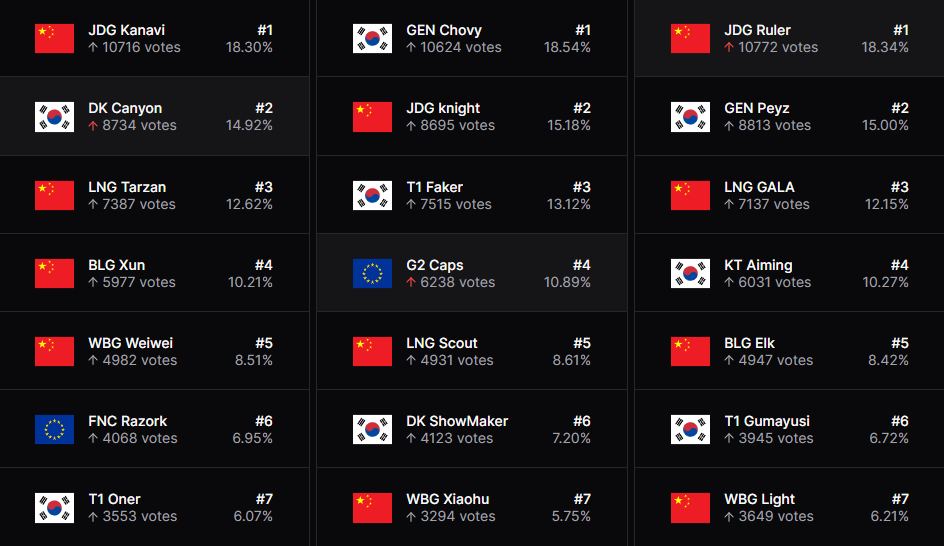 JDG Kanavi #1
↑ 10716 votes 18.30%
DK Canyon #2
↑ 8734 votes 14.92%
LNG Tarzan #3
↑ 7387 votes 12.62%
BLG Xun #4
↑ 5977 votes 10.21%
WBG Weiwei #5
↑ 4982 votes 8.51%
FNC Razork #6
↑ 4068 votes 6.95%
T1 Oner #7
↑ 3553 votes 6.07%
GEN Chovy #1
↑ 10624 votes 18.54%
JDG knight #2
↑ 8695 votes 15.18%
T1 Faker #3
↑ 7515 votes 13.12%
G2 Caps #4
↑ 6238 votes 10.89%
LNG Scout #5
↑ 4931 votes 8.61%
DK ShowMaker #6
↑ 4123 votes 7.20%
WBG Xiaohu #7
↑ 3294 votes 5.75%
JDG Ruler #1
↑ 10772 votes 18.34%
GEN Peyz #2
↑ 8813 votes 15.00%
LNG GALA #3
↑ 7137 votes 12.15%
KT Aiming #4
↑ 6031 votes 10.27%
BLG Elk #5
↑ 4947 votes 8.42%
T1 Gumayusi #6
↑ 3945 votes 6.72%
WBG Light #7
↑ 3649 votes 6.21%